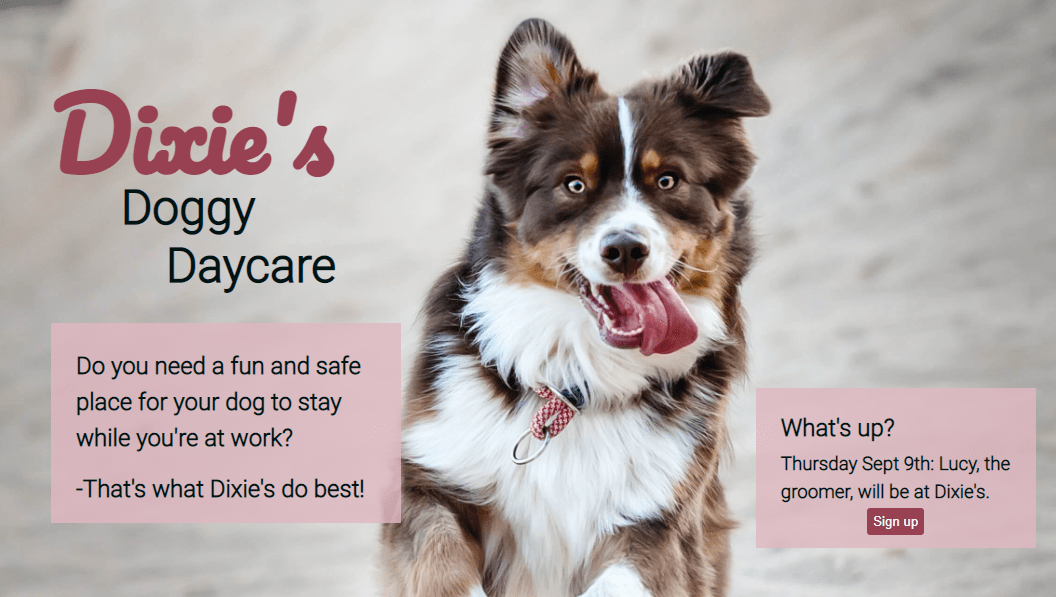 Dixie's
Doggy
Daycare
Do you need a fun and safe
place for your dog to stay
while you're at work?
-That's what Dixie's do best!
What's up?
Thursday Sept 9th: Lucy, the
groomer, will be at Dixie's.
Sign up